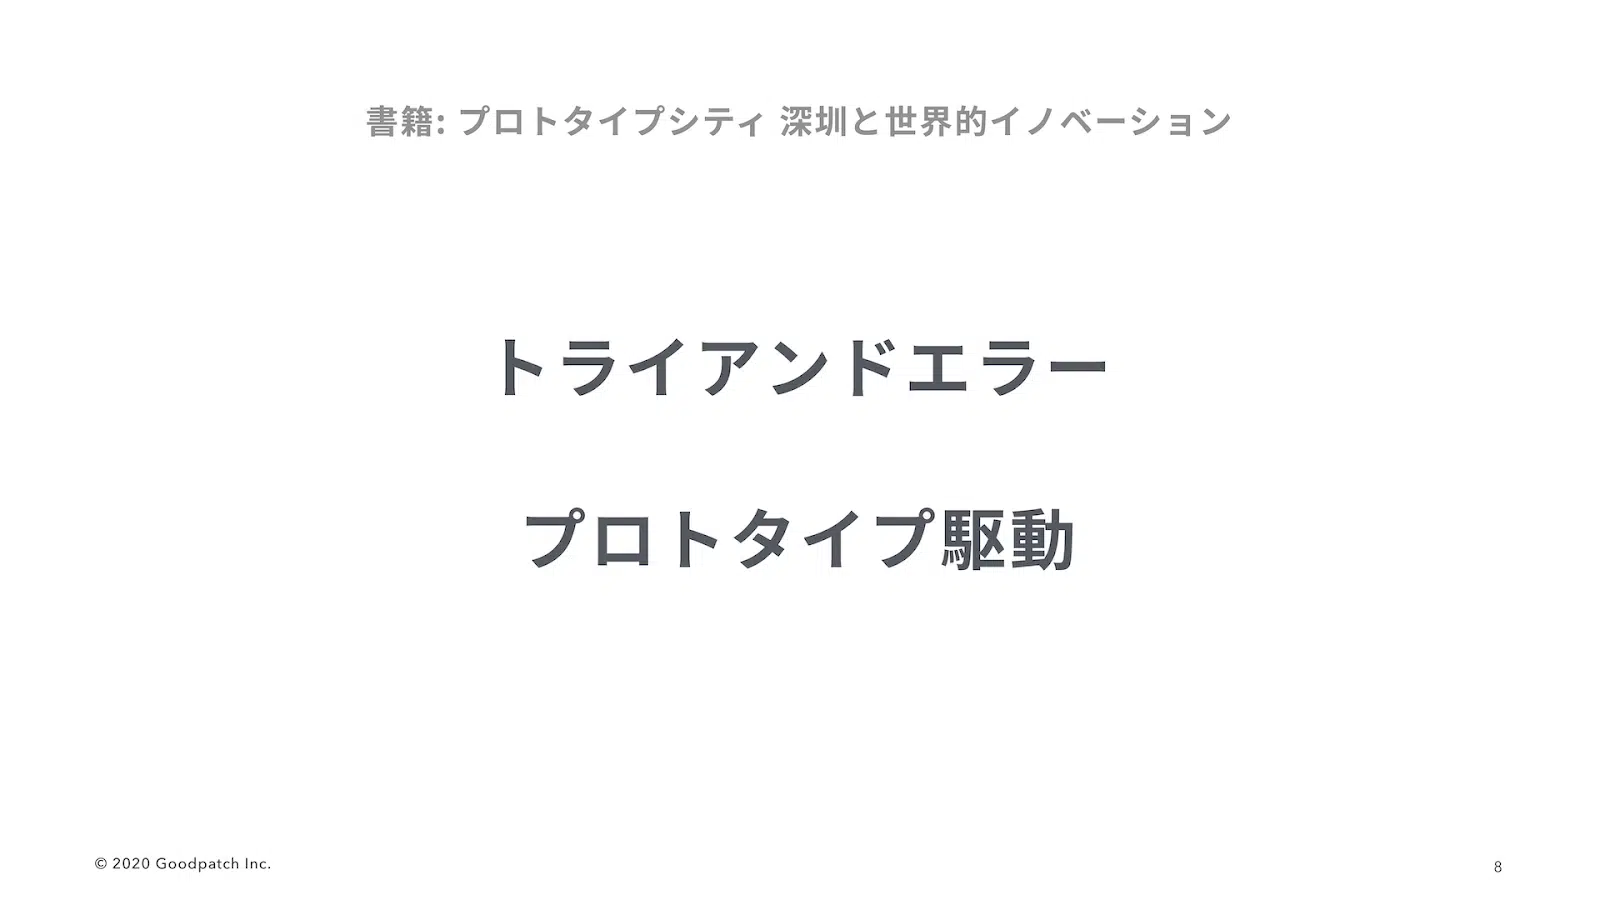 書籍: プロトタイプシティ 深圳と世界的イノベーション
トライアンドエラー
プロトタイプ駆動
© 2020 Goodpatch Inc.
8